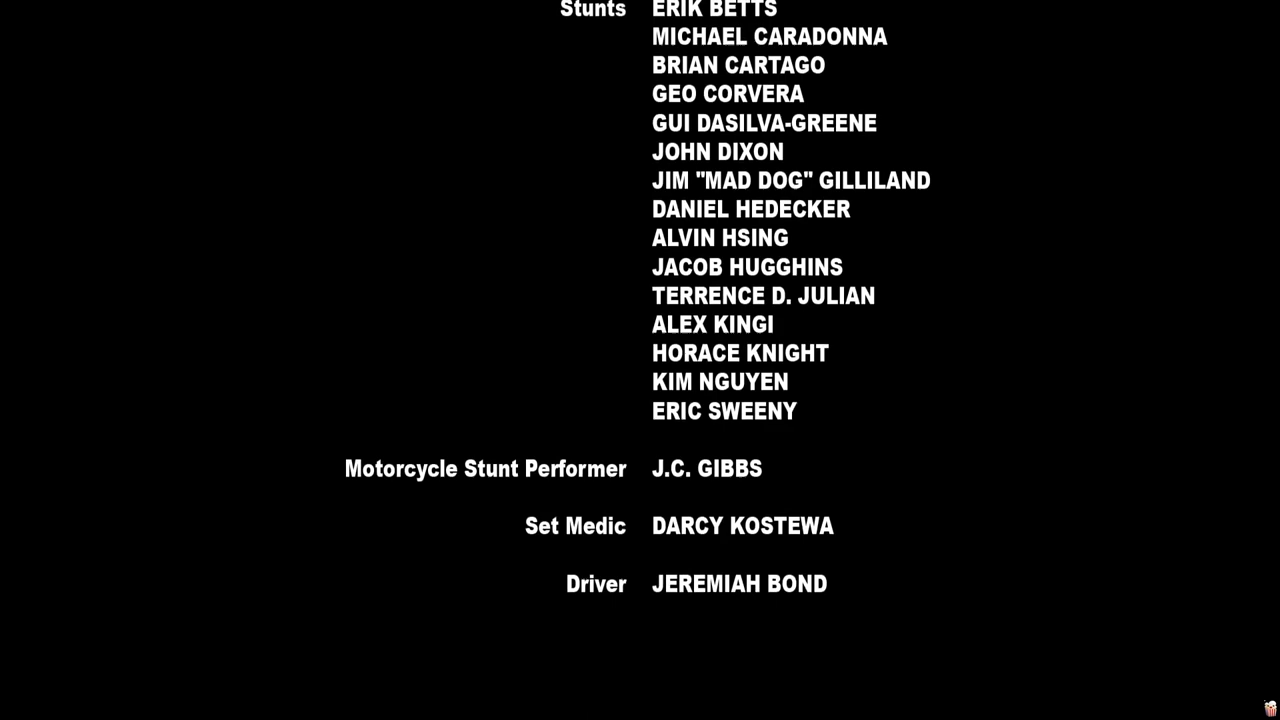 Stunts ERIK BETTS
MICHAEL CARADONNA
BRIAN CARTAGO
GEO CORVERA
GUI DASILVA-GREENE
JOHN DIXON
JIM "MAD DOG" GILLILAND
DANIEL HEDECKER
ALVIN HSING
JACOB HUGGHINS
TERRENCE D. JULIAN
ALEX KINGI
HORACE KNIGHT
KIM NGUYEN
ERIC SWEENY
Motorcycle Stunt Performer J.C. GIBBS
Set Medic DARCY KOSTEWA
Driver JEREMIAH BOND